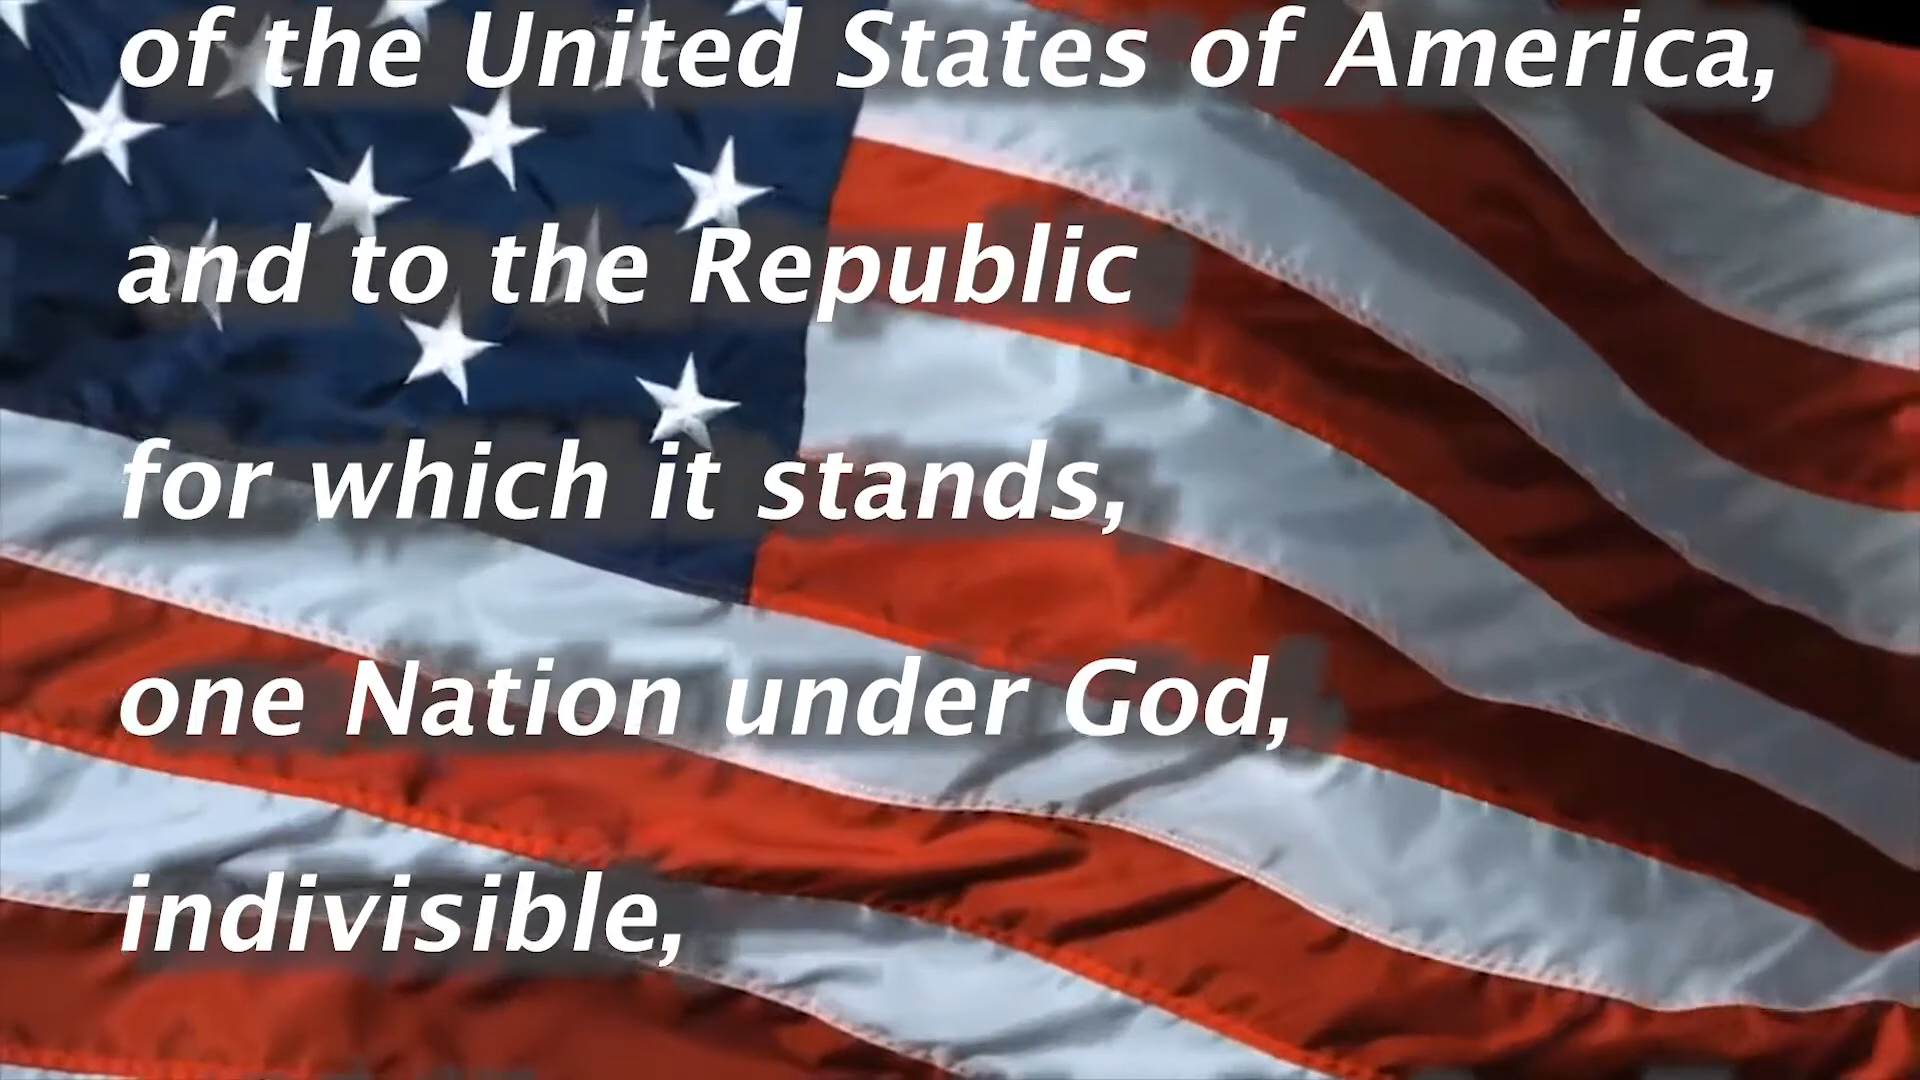 of the United States of America,
and to the Republic
for which it stands,
one Nation under God,
indivisible,